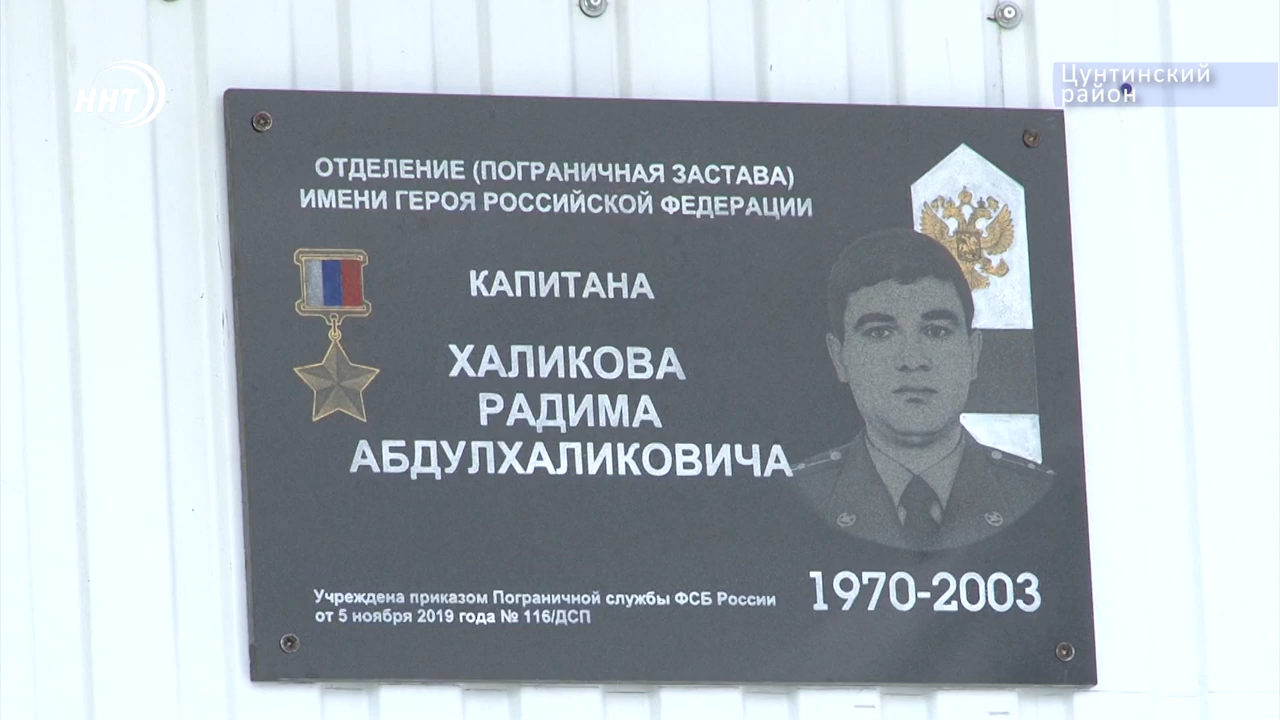 ННТ
Цунтинский
район
ОТДЕЛЕНИЕ (ПОГРАНИЧНАЯ ЗАСТАВА)
ИМЕНИ ГЕРОЯ РОССИЙСКОЙ ФЕДЕРАЦИИ
КАПИТАНА
ХАЛИКОВА
РАДИМА
АБДУЛХАЛИКОВИЧА
1970-2003
Учреждена приказом Пограничной службы ФСБ России
от 5 ноября 2019 года № 116/ДСП